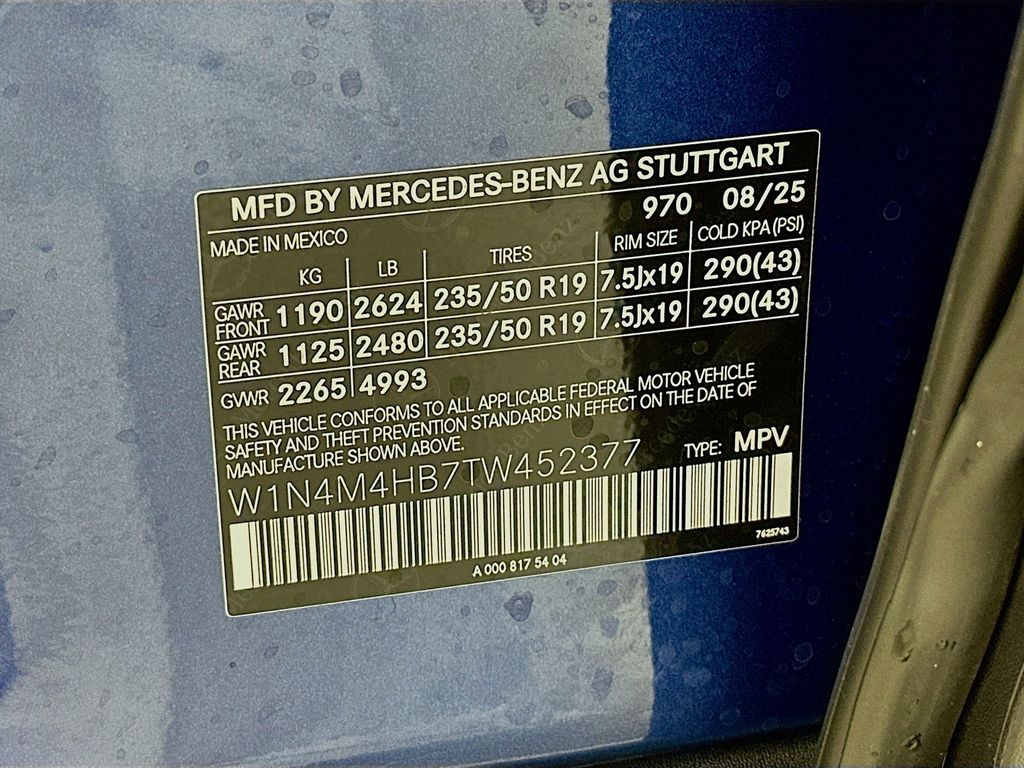 MFD BY MERCEDES-BENZ AG STUTTGART
970 08/25
MADE IN MEXICO
KG LB TIRES RIM SIZE COLD KPA (PSI)
GAWR FRONT 1190 2624 235/50 R19 7.5Jx19 290(43)
GAWR REAR 1125 2480 235/50 R19 7.5Jx19 290(43)
GVWR 2265 4993
THIS VEHICLE CONFORMS TO ALL APPLICABLE FEDERAL MOTOR VEHICLE
SAFETY AND THEFT PREVENTION STANDARDS IN EFFECT ON THE DATE OF
MANUFACTURE SHOWN ABOVE.
W1N4M4HB7TW452377 TYPE: MPV
7625743
A 000 817 54 04